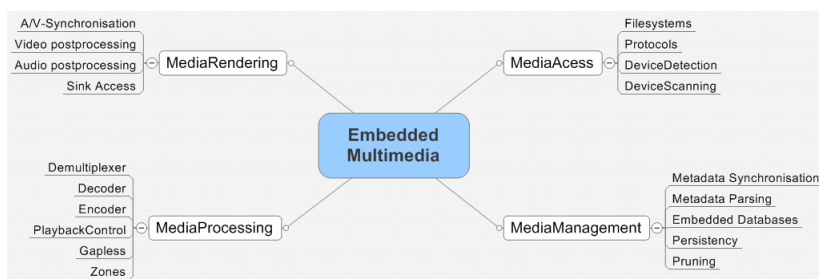 A/V-Synchronisation
Video postprocessing
Audio postprocessing
Sink Access
MediaRendering
Filesystems
Protocols
DeviceDetection
DeviceScanning
MediaAcess
Embedded
Multimedia
Demultiplexer
Decoder
Encoder
PlaybackControl
Gapless
Zones
MediaProcessing
Metadata Synchronisation
Metadata Parsing
Embedded Databases
Persistency
Pruning
MediaManagement